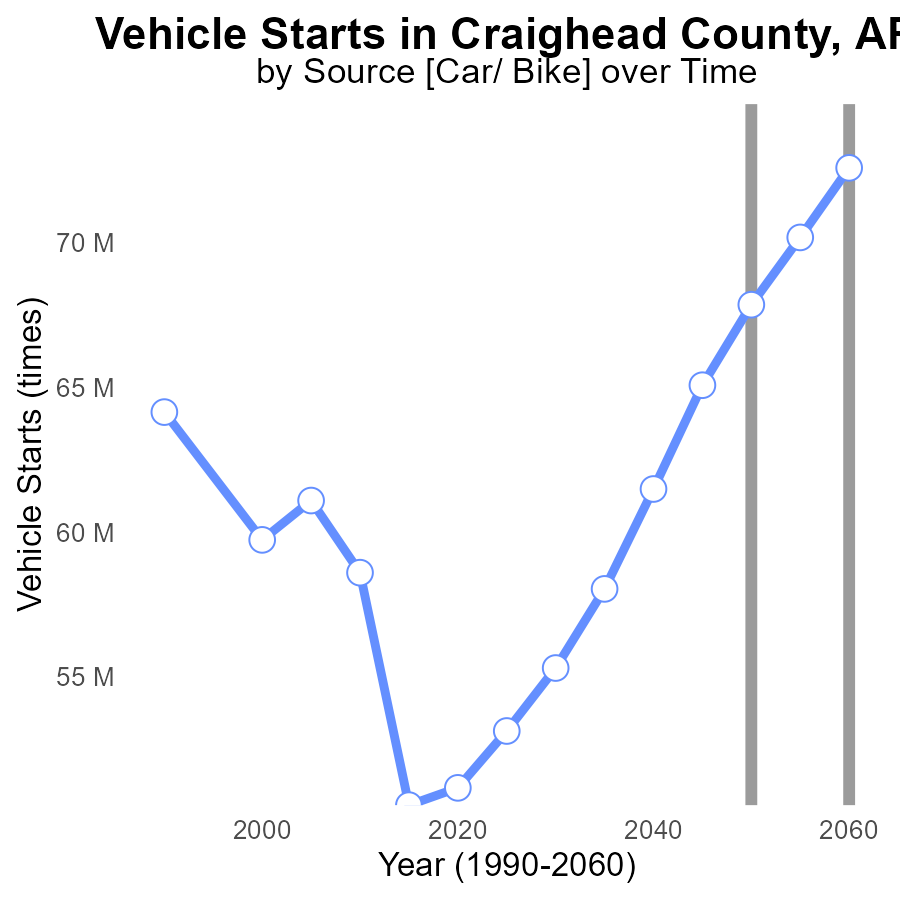 Vehicle Starts in Craighead County, AR
by Source [Car/ Bike] over Time
70 M
65 M
60 M
55 M
Vehicle Starts (times)
2000 2020 2040 2060
Year (1990-2060)